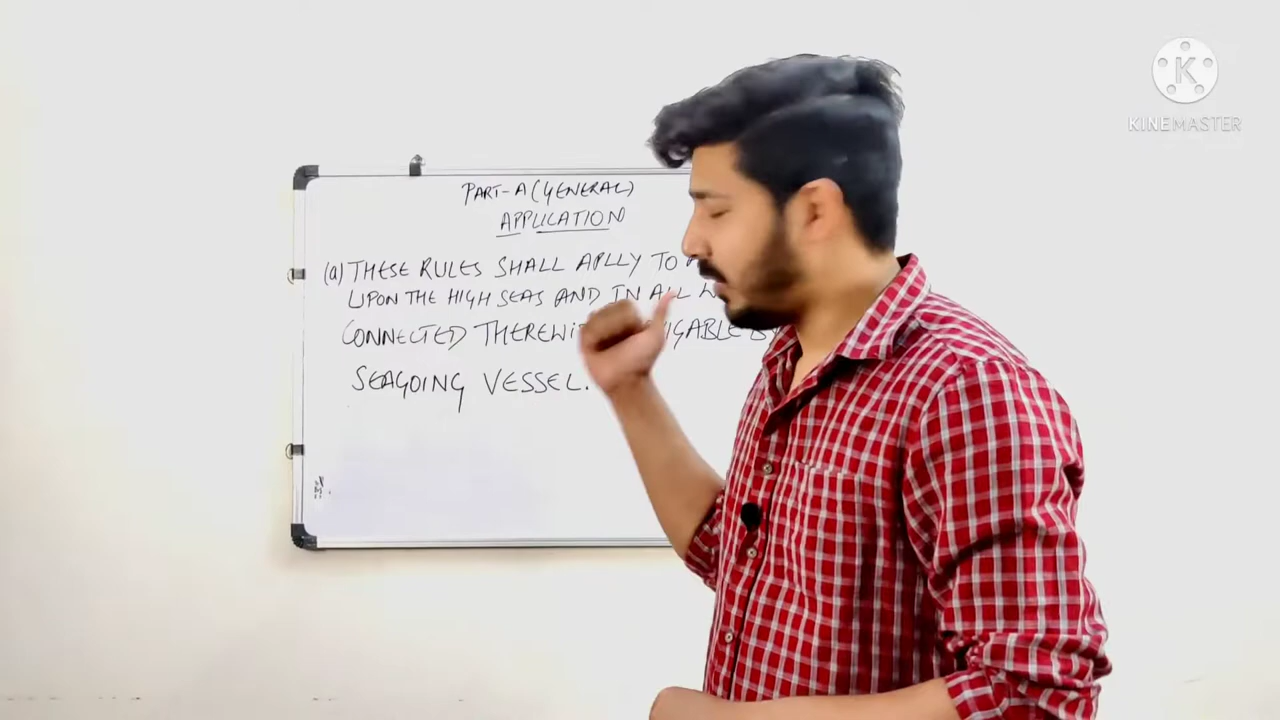 PART-A (GENERAL)
APPLICATION
(a) THESE RULES SHALL APLLY TO
UPON THE HIGH SEAS AND IN ALL
CONNECTED
SEAGOING VESSEL.
K
KINEMASTER